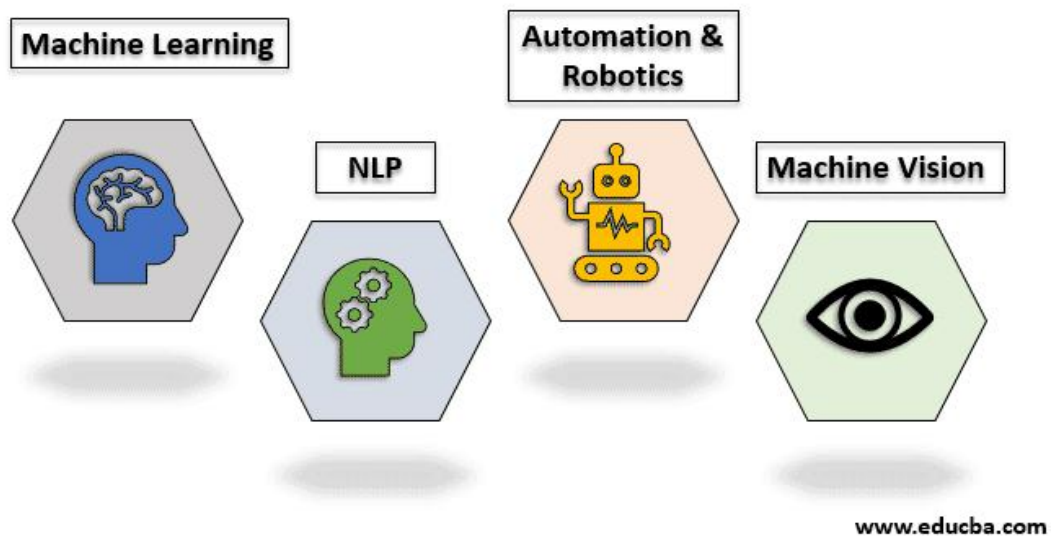 Machine Learning
NLP
Automation &
Robotics
Machine Vision
www.educba.com